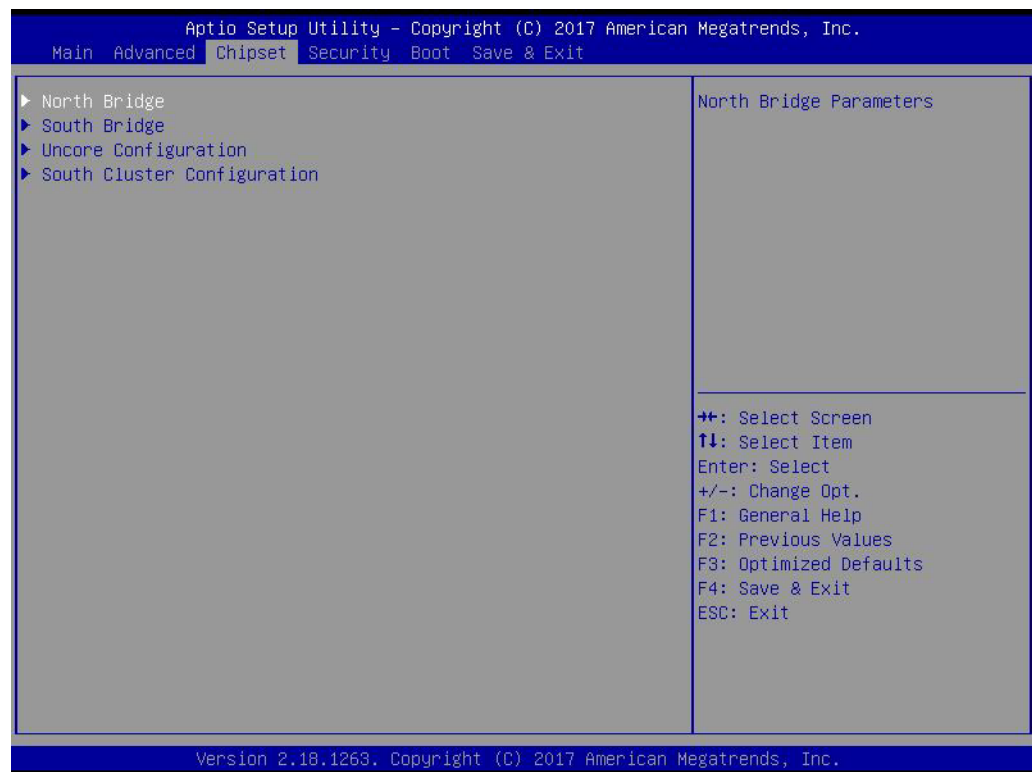 Aptio Setup Utility – Copyright (C) 2017 American Megatrends, Inc.
Main Advanced Chipset Security Boot Save & Exit
▶ North Bridge
▶ South Bridge
▶ Uncore Configuration
▶ South Cluster Configuration
North Bridge Parameters
→←: Select Screen
↑↓: Select Item
Enter: Select
+/-: Change Opt.
F1: General Help
F2: Previous Values
F3: Optimized Defaults
F4: Save & Exit
ESC: Exit
Version 2.18.1263. Copyright (C) 2017 American Megatrends, Inc.